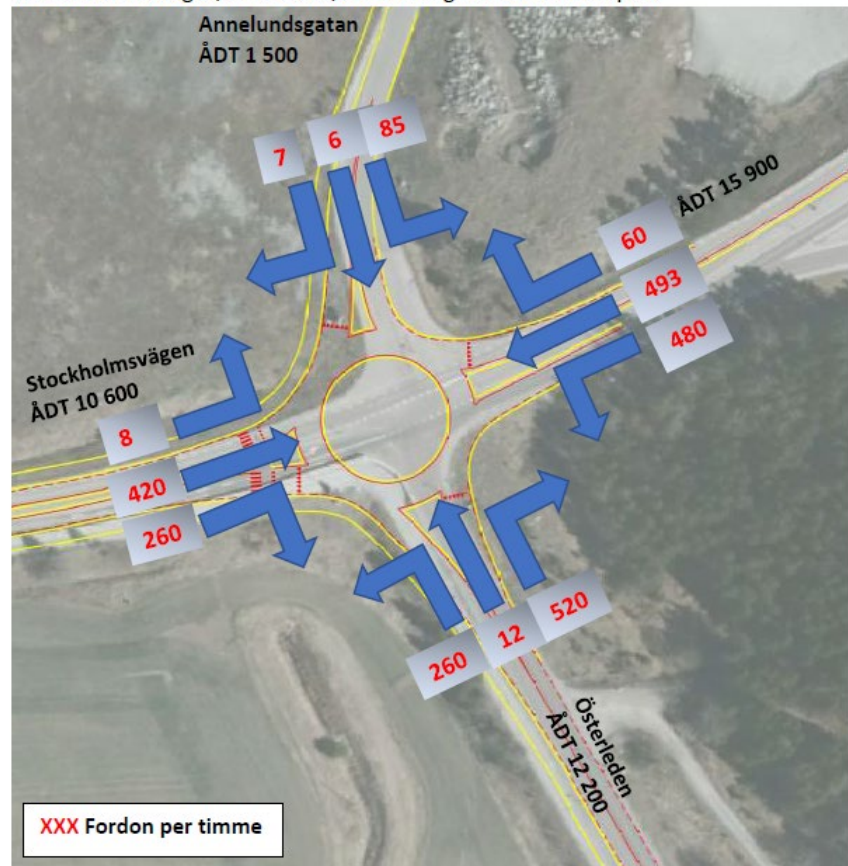 Annelundsgatan
ÅDT 1 500
7
6
85
ÅDT 15 900
60
493
480
Stockholmsvägen
ÅDT 10 600
8
420
260
260
12
520
Österleden
ÅDT 12 200
XXX Fordon per timme